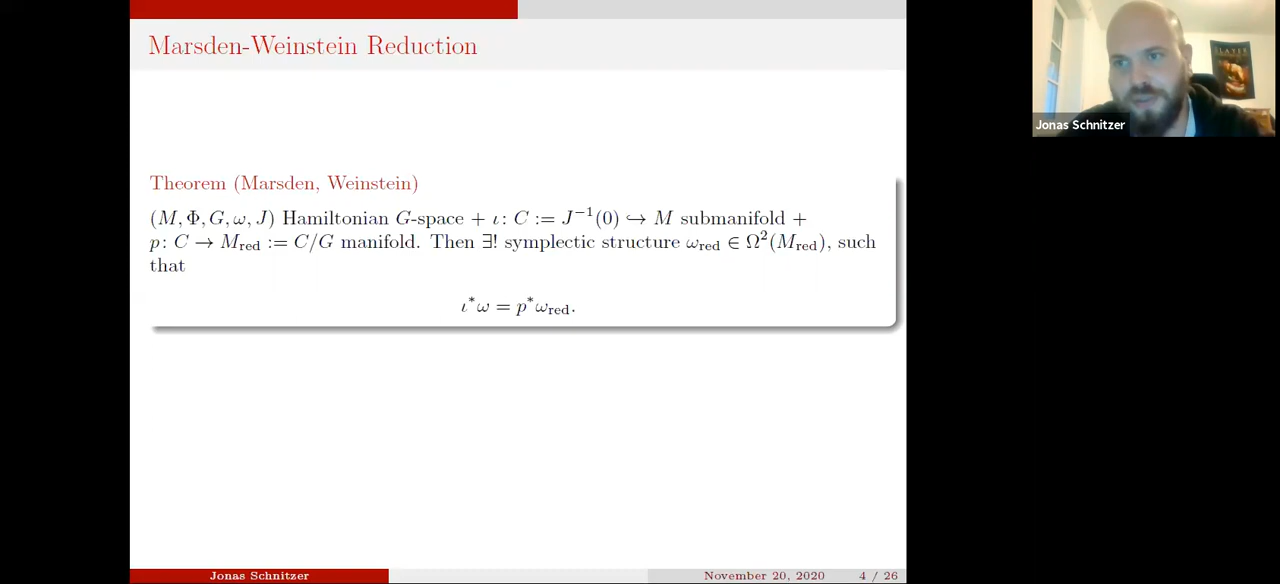 Marsden-Weinstein Reduction
Theorem (Marsden, Weinstein)
(M, Φ, G, ω, J) Hamiltonian G-space + ι: C := J⁻¹(0) ↪ M submanifold +
p: C → M_red := C/G manifold. Then ∃! symplectic structure ω_red ∈ Ω²(M_red), such
that
ι*ω = p*ω_red.
Jonas Schnitzer
November 20, 2020
4 / 26
SLAYER
Jonas Schnitzer